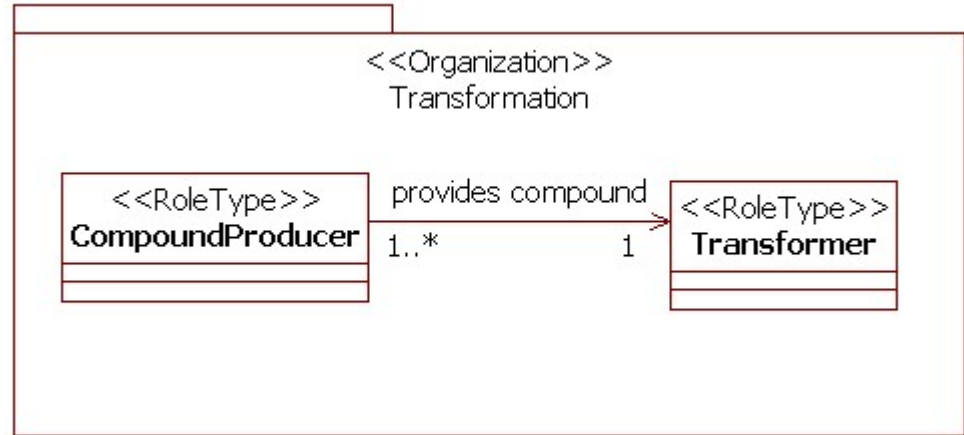 <<Organization>>
Transformation
provides compound
<<RoleType>>
CompoundProducer
1..*
1
<<RoleType>>
Transformer